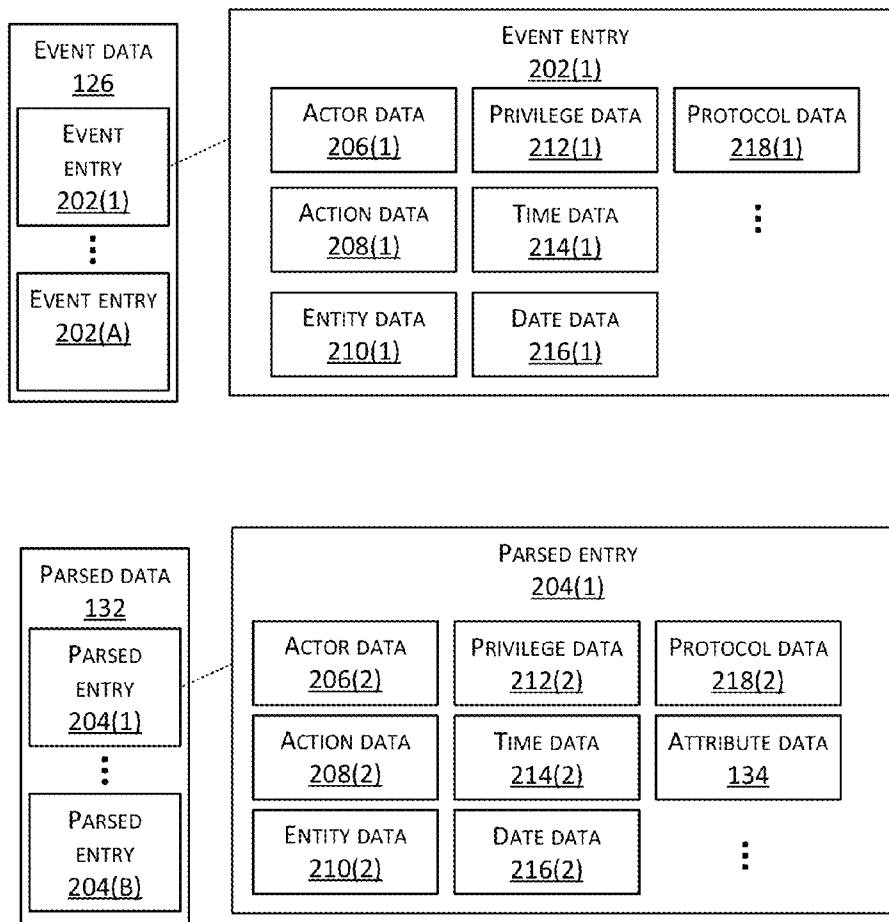 EVENT DATA
126
EVENT
ENTRY
202(1)
EVENT ENTRY
202(A)
EVENT ENTRY
202(1)
ACTOR DATA
206(1)
PRIVILEGE DATA
212(1)
PROTOCOL DATA
218(1)
ACTION DATA
208(1)
TIME DATA
214(1)
ENTITY DATA
210(1)
DATE DATA
216(1)
PARSED DATA
132
PARSED
ENTRY
204(1)
PARSED
ENTRY
204(B)
PARSED ENTRY
204(1)
ACTOR DATA
206(2)
PRIVILEGE DATA
212(2)
PROTOCOL DATA
218(2)
ACTION DATA
208(2)
TIME DATA
214(2)
ATTRIBUTE DATA
134
ENTITY DATA
210(2)
DATE DATA
216(2)